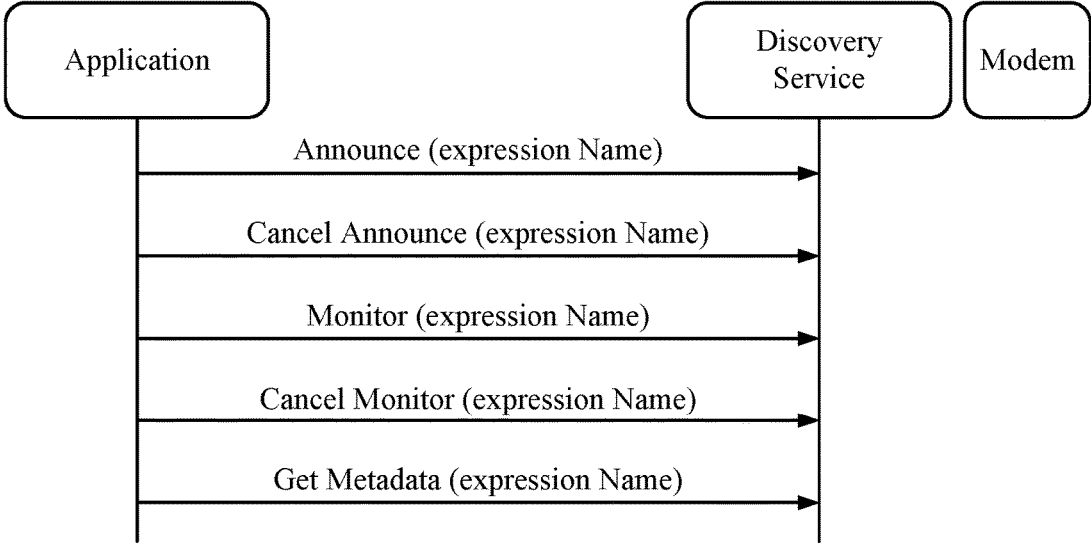 Application
Discovery
Service
Modem
Announce (expression Name)
Cancel Announce (expression Name)
Monitor (expression Name)
Cancel Monitor (expression Name)
Get Metadata (expression Name)